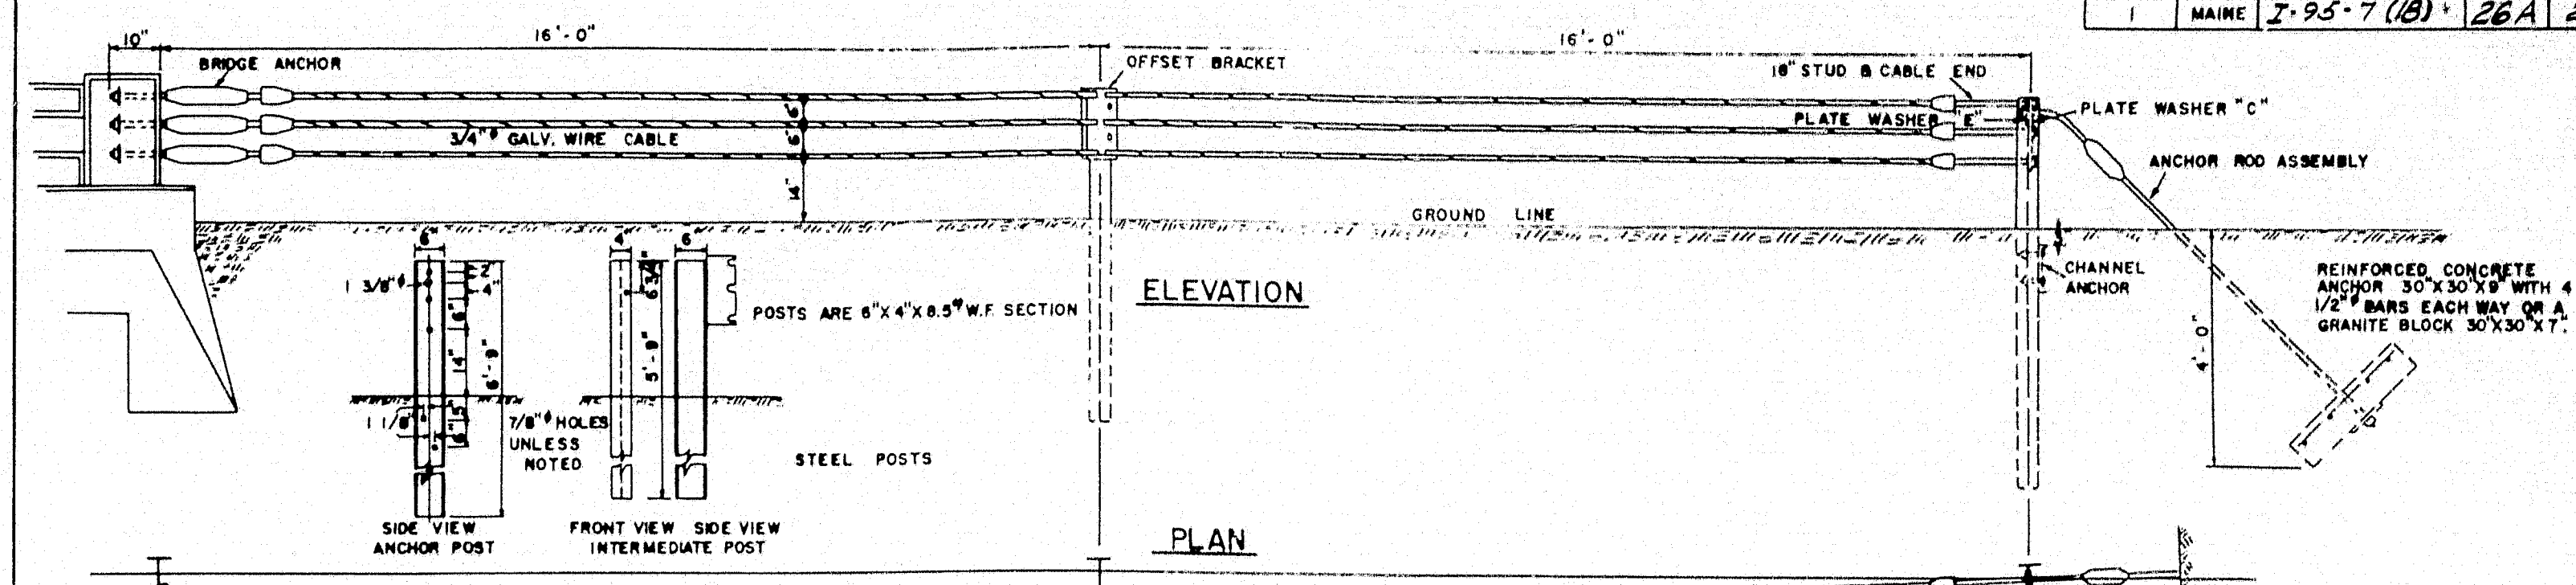 1 MAINE I-95-7(18) 26A
10" 16'-0" 16'-0"
BRIDGE ANCHOR
OFFSET BRACKET
18" STUD & CABLE END
PLATE WASHER "C"
PLATE WASHER "E"
3/4"φ GALV. WIRE CABLE
6"
6"
14"
ANCHOR ROD ASSEMBLY
GROUND LINE
CHANNEL
ANCHOR
REINFORCED CONCRETE
ANCHOR 30"X30"X9" WITH 4
1/2"φ BARS EACH WAY OR A
GRANITE BLOCK 30"X30"X7".
4'-0"
ELEVATION
6"
1 3/8"φ
2"
4"
6"
14"
6'-9"
5"
6"
1 1/8"
7/8"φ HOLES
UNLESS
NOTED
4" 6"
6 3/4"
5'-9"
POSTS ARE 6"X4"X8.5# W.F. SECTION
STEEL POSTS
SIDE VIEW
ANCHOR POST
FRONT VIEW SIDE VIEW
INTERMEDIATE POST
PLAN